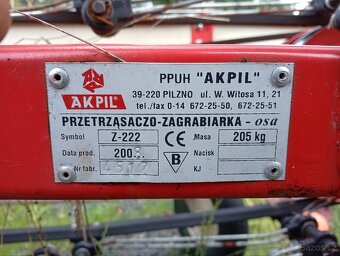 PPUH "AKPIL"
AKPIL
39-220 PILZNO ul. W. Witosa 11, 21
tel./fax 0-14 672-25-50, 672-25-51
PRZETRZĄSACZO-ZAGRABIARKA - osa
Symbol Z-222 CE Masa 205 kg
Data prod. 200 B Nacisk
Nr fabr. KJ